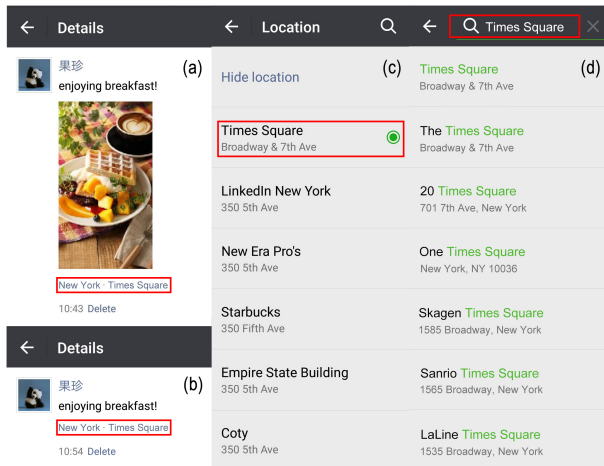 Details
果珍
(a)
enjoying breakfast!
New York · Times Square
10:43 Delete
Details
果珍
(b)
enjoying breakfast!
New York · Times Square
10:54 Delete
Location
(c)
Hide location
Times Square
Broadway & 7th Ave
LinkedIn New York
350 5th Ave
New Era Pro's
350 5th Ave
Starbucks
350 Fifth Ave
Empire State Building
350 5th Ave
Coty
350 5th Ave
Times Square
(d)
Times Square
Broadway & 7th Ave
The Times Square
Broadway & 7th Ave
20 Times Square
701 7th Ave, New York
One Times Square
New York, NY 10036
Skagen Times Square
1585 Broadway, New York
Sanrio Times Square
1565 Broadway, New York
LaLine Times Square
1535 Broadway, New York